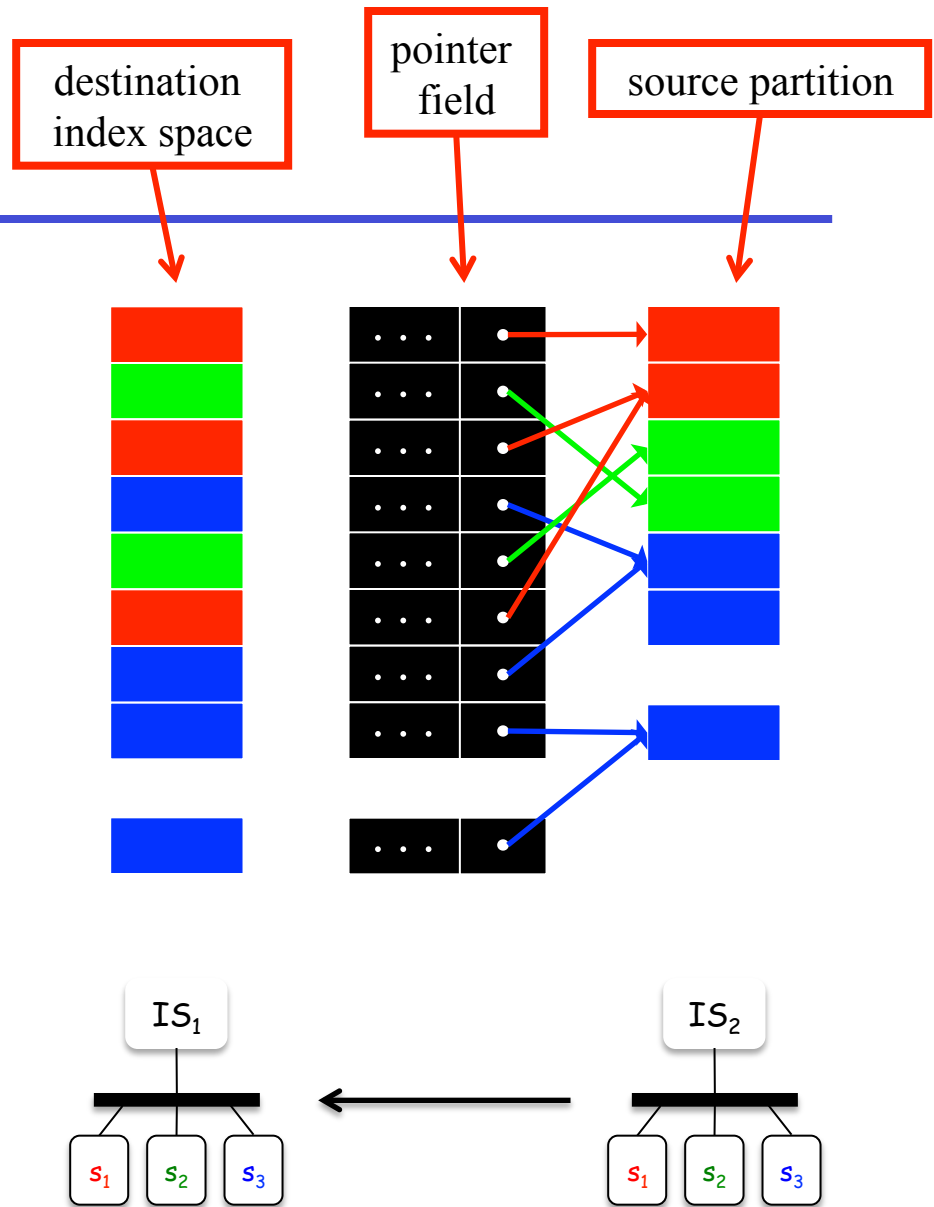 destination
index space
pointer
field
source partition
. . .
. . .
. . .
. . .
. . .
. . .
. . .
. . .
. . .
IS₁
IS₂
s₁ s₂ s₃
s₁ s₂ s₃